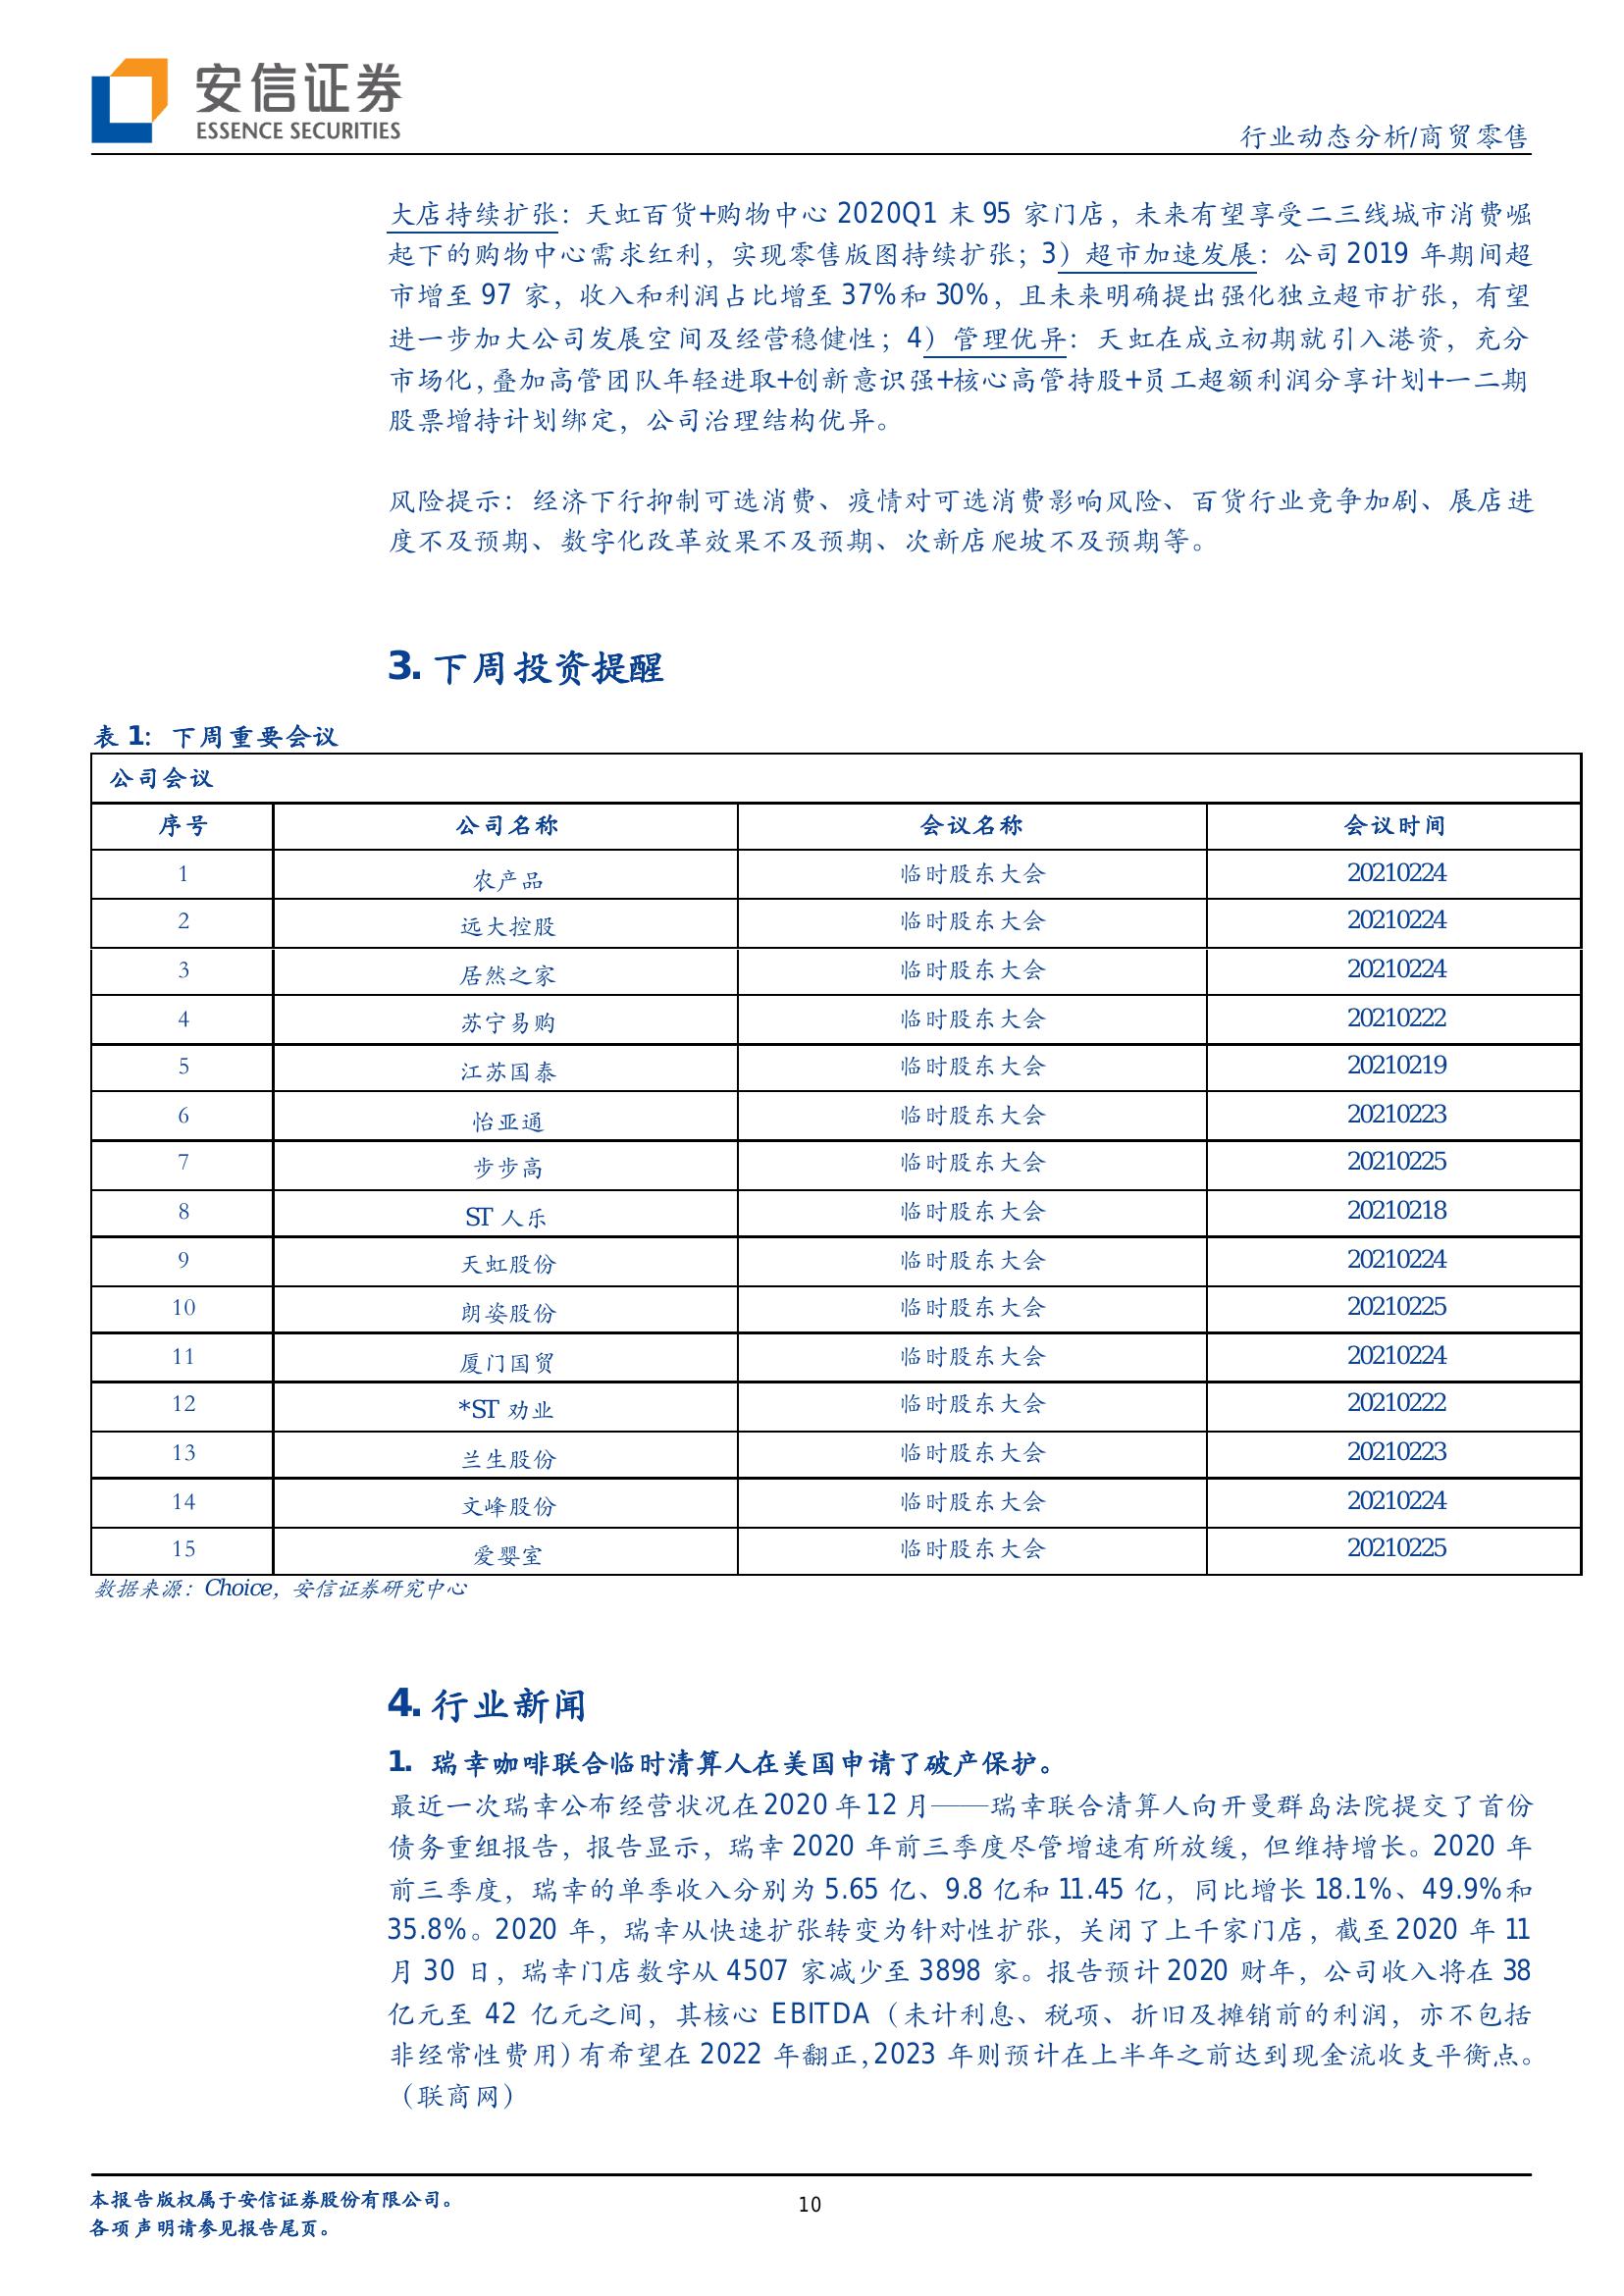 安信证券
ESSENCE SECURITIES
行业动态分析/商贸零售
大店持续扩张：天虹百货+购物中心 2020Q1 末 95 家门店，未来有望享受二三线城市消费崛
起下的购物中心需求红利，实现零售版图持续扩张；3）超市加速发展：公司 2019 年期间超
市增至 97 家，收入和利润占比增至 37%和 30%，且未来明确提出强化独立超市扩张，有望
进一步加大公司发展空间及经营稳健性；4）管理优异：天虹在成立初期就引入港资，充分
市场化，叠加高管团队年轻进取+创新意识强+核心高管持股+员工超额利润分享计划+一二期
股票增持计划绑定，公司治理结构优异。
风险提示：经济下行抑制可选消费、疫情对可选消费影响风险、百货行业竞争加剧、展店进
度不及预期、数字化改革效果不及预期、次新店爬坡不及预期等。
3. 下周投资提醒
表 1：下周重要会议
公司会议
序号 公司名称 会议名称 会议时间
1 农产品 临时股东大会 20210224
2 远大控股 临时股东大会 20210224
3 居然之家 临时股东大会 20210224
4 苏宁易购 临时股东大会 20210222
5 江苏国泰 临时股东大会 20210219
6 怡亚通 临时股东大会 20210223
7 步步高 临时股东大会 20210225
8 ST 人乐 临时股东大会 20210218
9 天虹股份 临时股东大会 20210224
10 朗姿股份 临时股东大会 20210225
11 厦门国贸 临时股东大会 20210224
12 *ST 劝业 临时股东大会 20210222
13 兰生股份 临时股东大会 20210223
14 文峰股份 临时股东大会 20210224
15 爱婴室 临时股东大会 20210225
数据来源：Choice，安信证券研究中心
4. 行业新闻
1. 瑞幸咖啡联合临时清算人在美国申请了破产保护。
最近一次瑞幸公布经营状况在 2020 年 12 月——瑞幸联合清算人向开曼群岛法院提交了首份
债务重组报告，报告显示，瑞幸 2020 年前三季度尽管增速有所放缓，但维持增长。2020 年
前三季度，瑞幸的单季收入分别为 5.65 亿、9.8 亿和 11.45 亿，同比增长 18.1%、49.9%和
35.8%。2020 年，瑞幸从快速扩张转变为针对性扩张，关闭了上千家门店，截至 2020 年 11
月 30 日，瑞幸门店数字从 4507 家减少至 3898 家。报告预计 2020 财年，公司收入将在 38
亿元至 42 亿元之间，其核心 EBITDA（未计利息、税项、折旧及摊销前的利润，亦不包括
非经常性费用）有希望在 2022 年翻正，2023 年则预计在上半年之前达到现金流收支平衡点。
（联商网）
本报告版权属于安信证券股份有限公司。
各项声明请参见报告尾页。
10